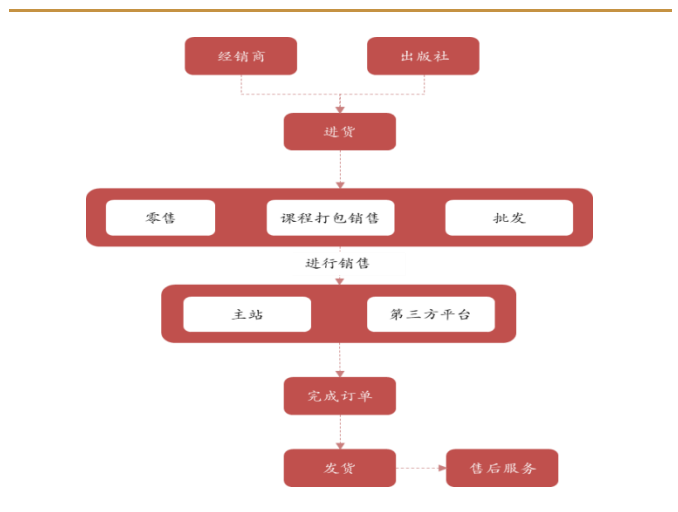 经销商
出版社
进货
零售
课程打包销售
批发
进行销售
主站
第三方平台
完成订单
发货
售后服务